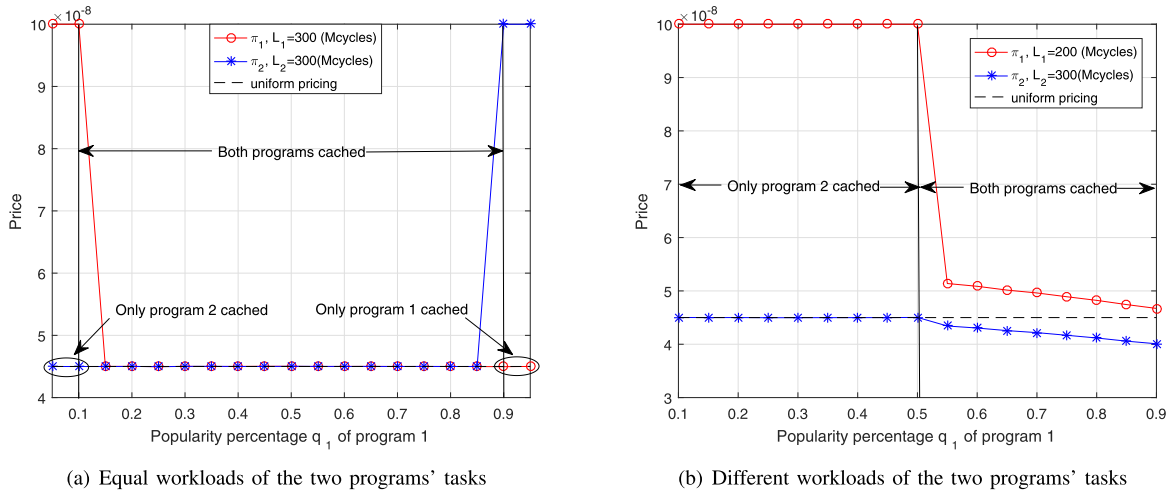 ×10⁻⁸
10
9
8
7
6
5
4
Price
π₁, L₁=300 (Mcycles)
π₂, L₂=300(Mcycles)
uniform pricing
Both programs cached
Only program 2 cached
Only program 1 cached
0.1 0.2 0.3 0.4 0.5 0.6 0.7 0.8 0.9
Popularity percentage q₁ of program 1
(a) Equal workloads of the two programs' tasks
×10⁻⁸
10
9
8
7
6
5
4
3
Price
π₁, L₁=200 (Mcycles)
π₂, L₂=300(Mcycles)
uniform pricing
Only program 2 cached
Both programs cached
0.1 0.2 0.3 0.4 0.5 0.6 0.7 0.8 0.9
Popularity percentage q₁ of program 1
(b) Different workloads of the two programs' tasks